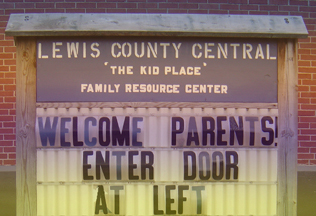 LEWIS COUNTY CENTRAL
'THE KID PLACE'
FAMILY RESOURCE CENTER
WELCOME PARENTS!
ENTER DOOR
AT LEFT